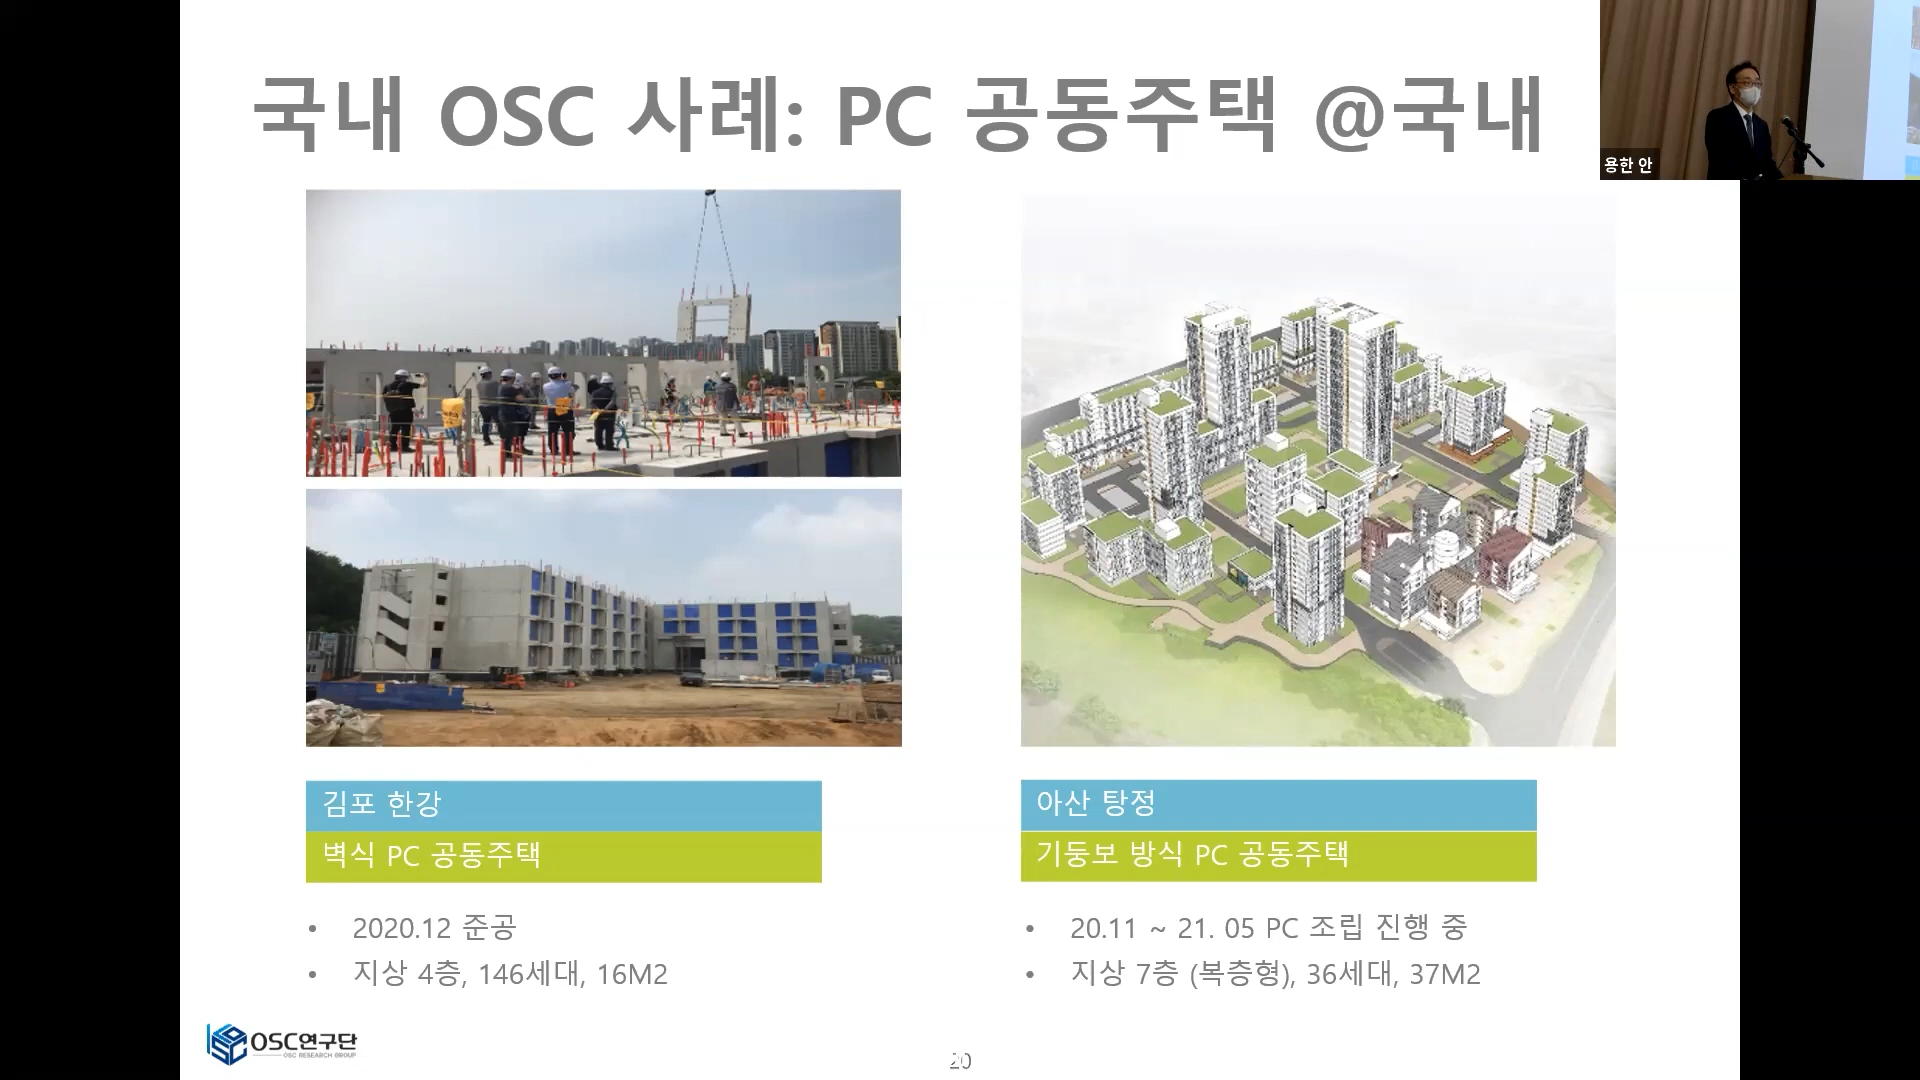 국내 OSC 사례: PC 공동주택 @국내
용한 안
김포 한강
벽식 PC 공동주택
• 2020.12 준공
• 지상 4층, 146세대, 16M2
아산 탕정
기둥보 방식 PC 공동주택
• 20.11 ~ 21. 05 PC 조립 진행 중
• 지상 7층 (복층형), 36세대, 37M2
OSC연구단
OSC RESEARCH GROUP
20